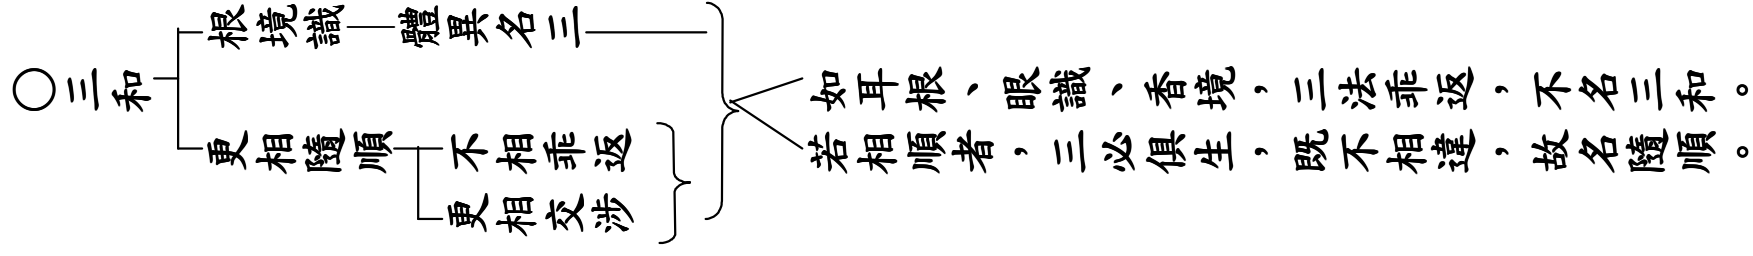 ○三和
根境識—體異名三
更相隨順
不相乖返
更相交涉
如耳根、眼識、香境，三法乖返，不名三和。
若相順者，三必俱生，既不相違，故名隨順。